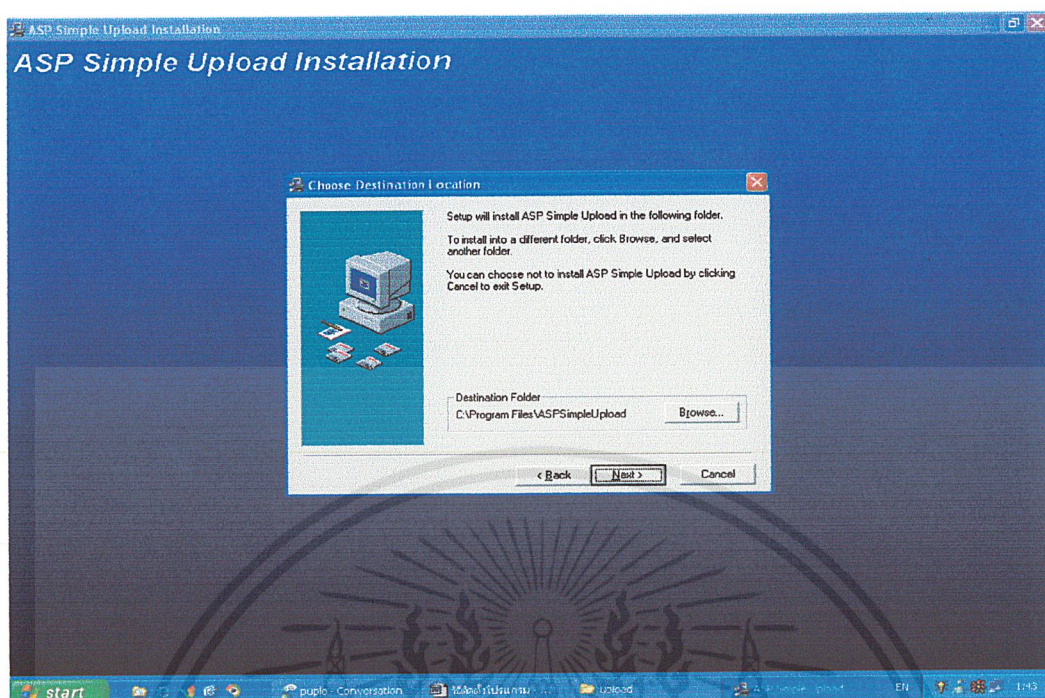 ASP Simple Upload Installation
ASP Simple Upload Installation
Choose Destination Location
Setup will install ASP Simple Upload in the following folder.
To install into a different folder, click Browse, and select
another folder.
You can choose not to install ASP Simple Upload by clicking
Cancel to exit Setup.
Destination Folder
C:\Program Files\ASPSimpleUpload
Browse...
< Back
Next >
Cancel
start
puplo - Conversation
upload
EN
1:43